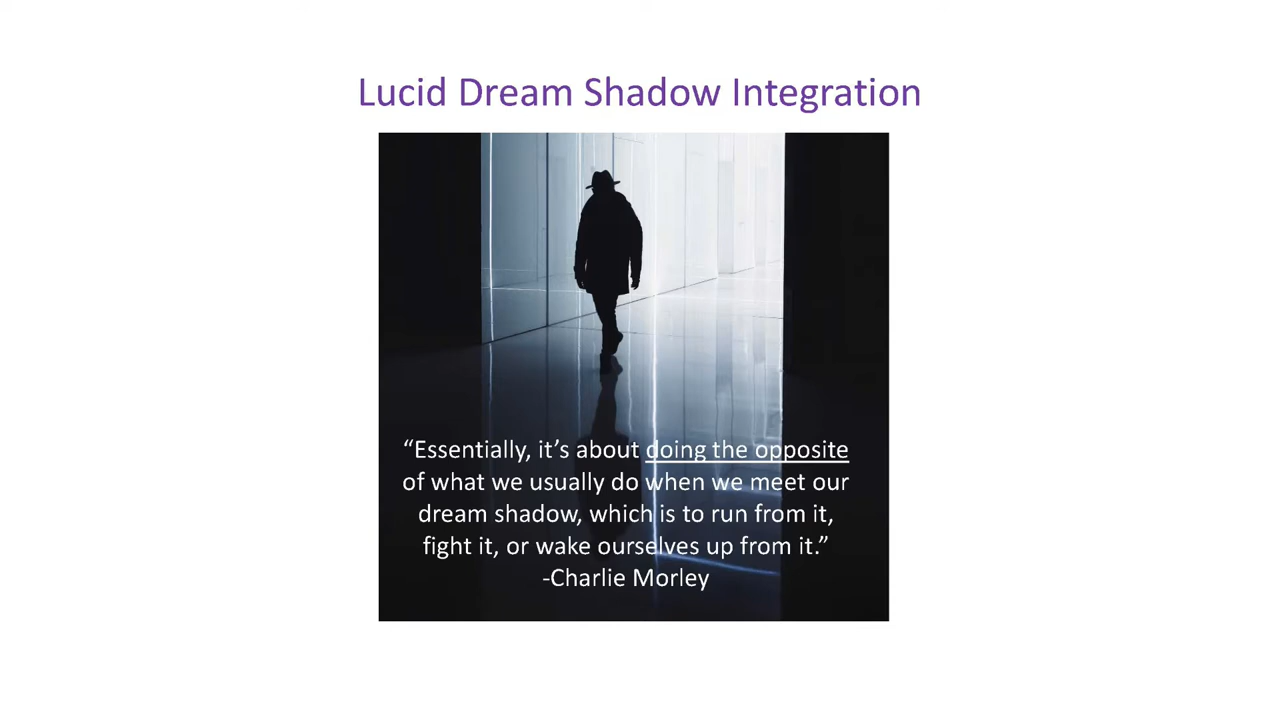 Lucid Dream Shadow Integration
“Essentially, it’s about doing the opposite
of what we usually do when we meet our
dream shadow, which is to run from it,
fight it, or wake ourselves up from it.”
-Charlie Morley